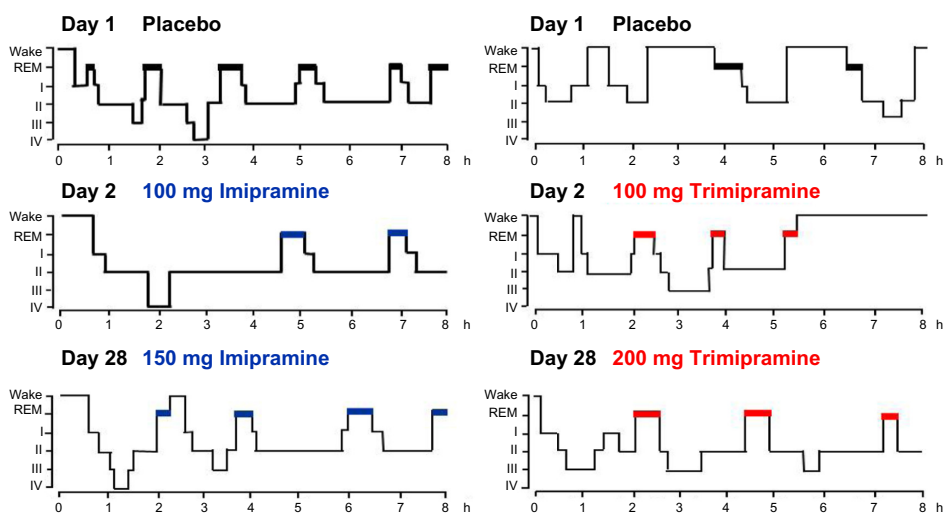 Day 1 Placebo
Wake
REM
I
II
III
IV
0 1 2 3 4 5 6 7 8 h
Day 2 100 mg Imipramine
Wake
REM
I
II
III
IV
0 1 2 3 4 5 6 7 8 h
Day 28 150 mg Imipramine
Wake
REM
I
II
III
IV
0 1 2 3 4 5 6 7 8 h
Day 1 Placebo
Wake
REM
I
II
III
IV
0 1 2 3 4 5 6 7 8 h
Day 2 100 mg Trimipramine
Wake
REM
I
II
III
IV
0 1 2 3 4 5 6 7 8 h
Day 28 200 mg Trimipramine
Wake
REM
I
II
III
IV
0 1 2 3 4 5 6 7 8 h